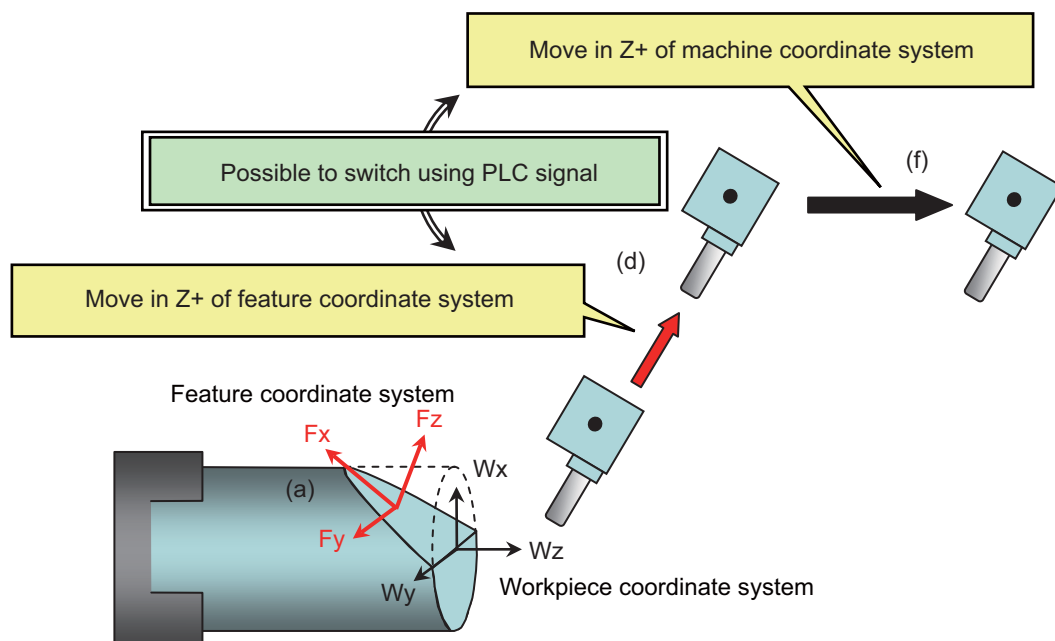 Move in Z+ of machine coordinate system
Possible to switch using PLC signal
(f)
(d)
Move in Z+ of feature coordinate system
Feature coordinate system
Fz
Fx
Wx
(a)
Fy
Wz
Wy
Workpiece coordinate system